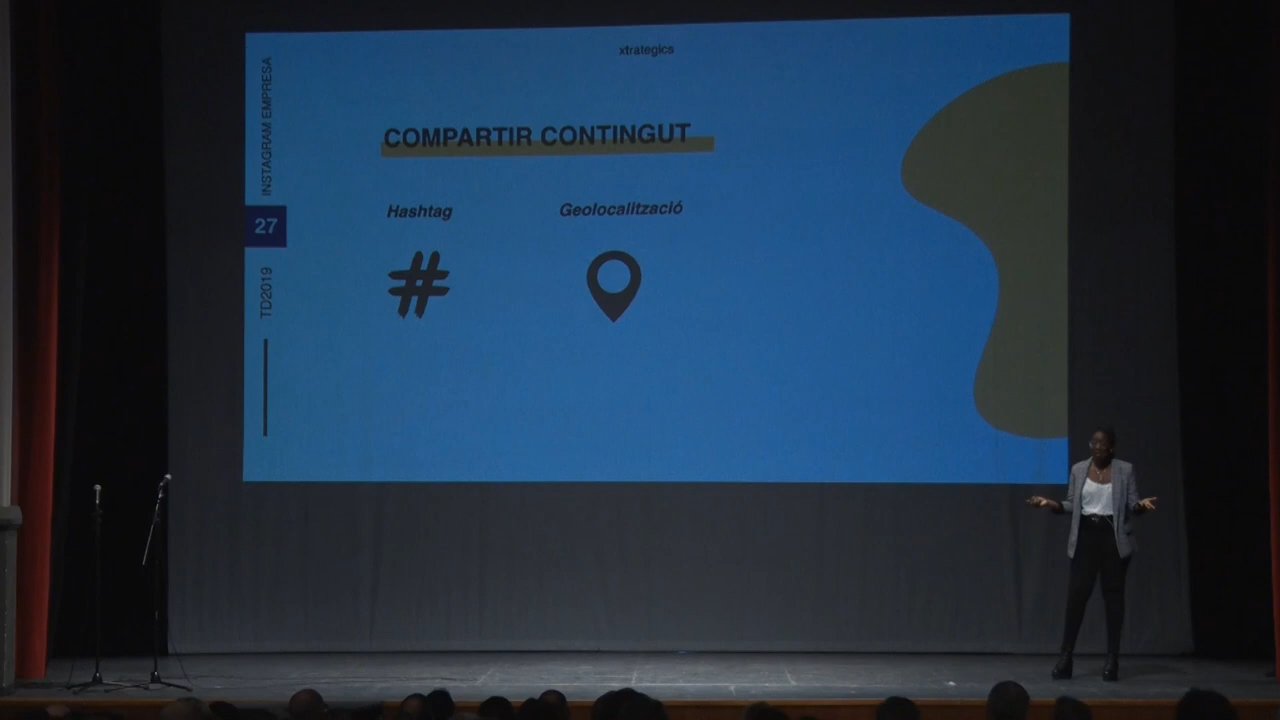 xtrategics
INSTAGRAM EMPRESA
27
TD2019
COMPARTIR CONTINGUT
Hashtag
Geolocalització
#